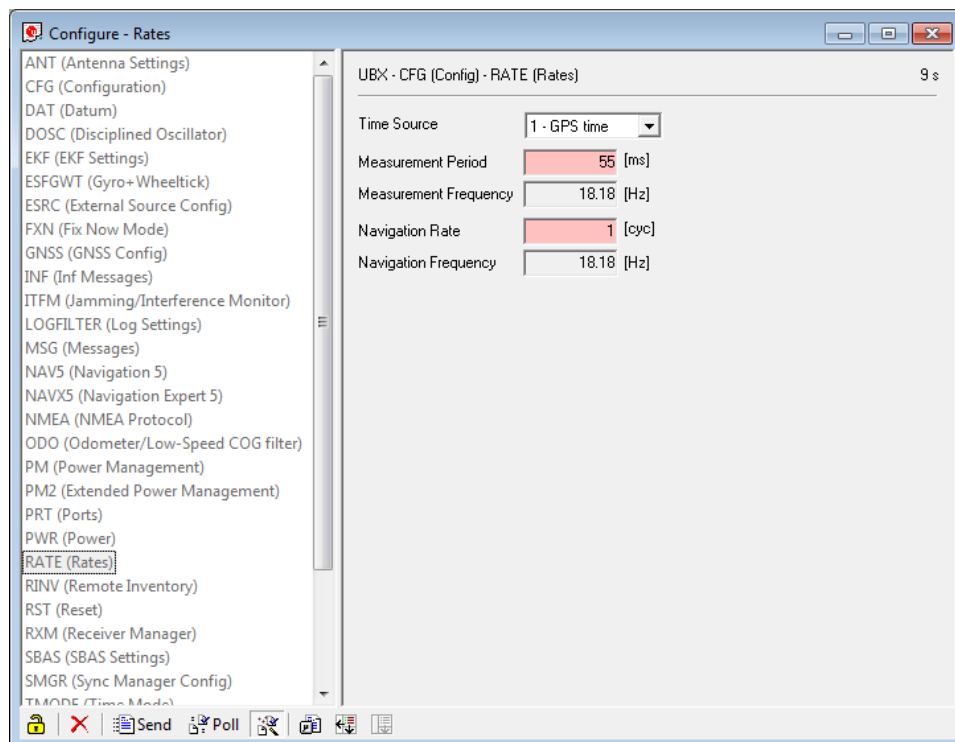 Configure - Rates
ANT (Antenna Settings)
CFG (Configuration)
DAT (Datum)
DOSC (Disciplined Oscillator)
EKF (EKF Settings)
ESFGWT (Gyro+Wheeltick)
ESRC (External Source Config)
FXN (Fix Now Mode)
GNSS (GNSS Config)
INF (Inf Messages)
ITFM (Jamming/Interference Monitor)
LOGFILTER (Log Settings)
MSG (Messages)
NAV5 (Navigation 5)
NAVX5 (Navigation Expert 5)
NMEA (NMEA Protocol)
ODO (Odometer/Low-Speed COG filter)
PM (Power Management)
PM2 (Extended Power Management)
PRT (Ports)
PWR (Power)
RATE (Rates)
RINV (Remote Inventory)
RST (Reset)
RXM (Receiver Manager)
SBAS (SBAS Settings)
SMGR (Sync Manager Config)
TMODE (Time Mode)
UBX - CFG (Config) - RATE (Rates) 9 s
Time Source 1 - GPS time
Measurement Period 55 [ms]
Measurement Frequency 18.18 [Hz]
Navigation Rate 1 [cyc]
Navigation Frequency 18.18 [Hz]
Send Poll